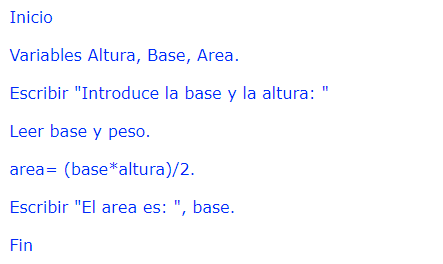 Inicio
Variables Altura, Base, Area.
Escribir "Introduce la base y la altura: "
Leer base y peso.
area= (base*altura)/2.
Escribir "El area es: ", base.
Fin